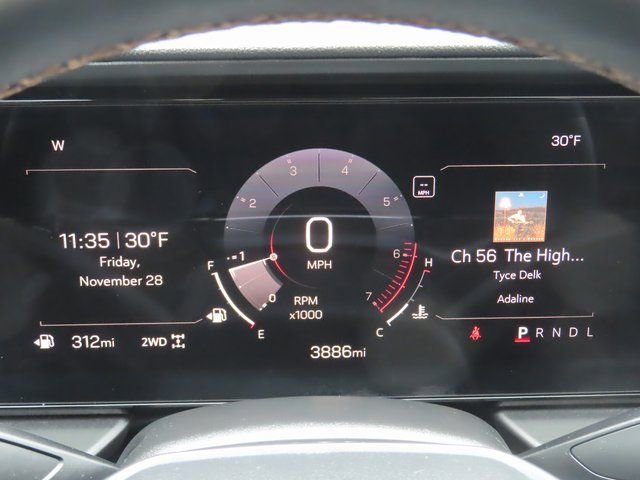 W
30°F
11:35 | 30°F
Friday,
November 28
312mi
2WD
F
E
0
1
2
3
4
5
6
7
0
MPH
RPM
x1000
3886mi
--
MPH
H
C
Ch 56 The High...
Tyce Delk
Adaline
P R N D L